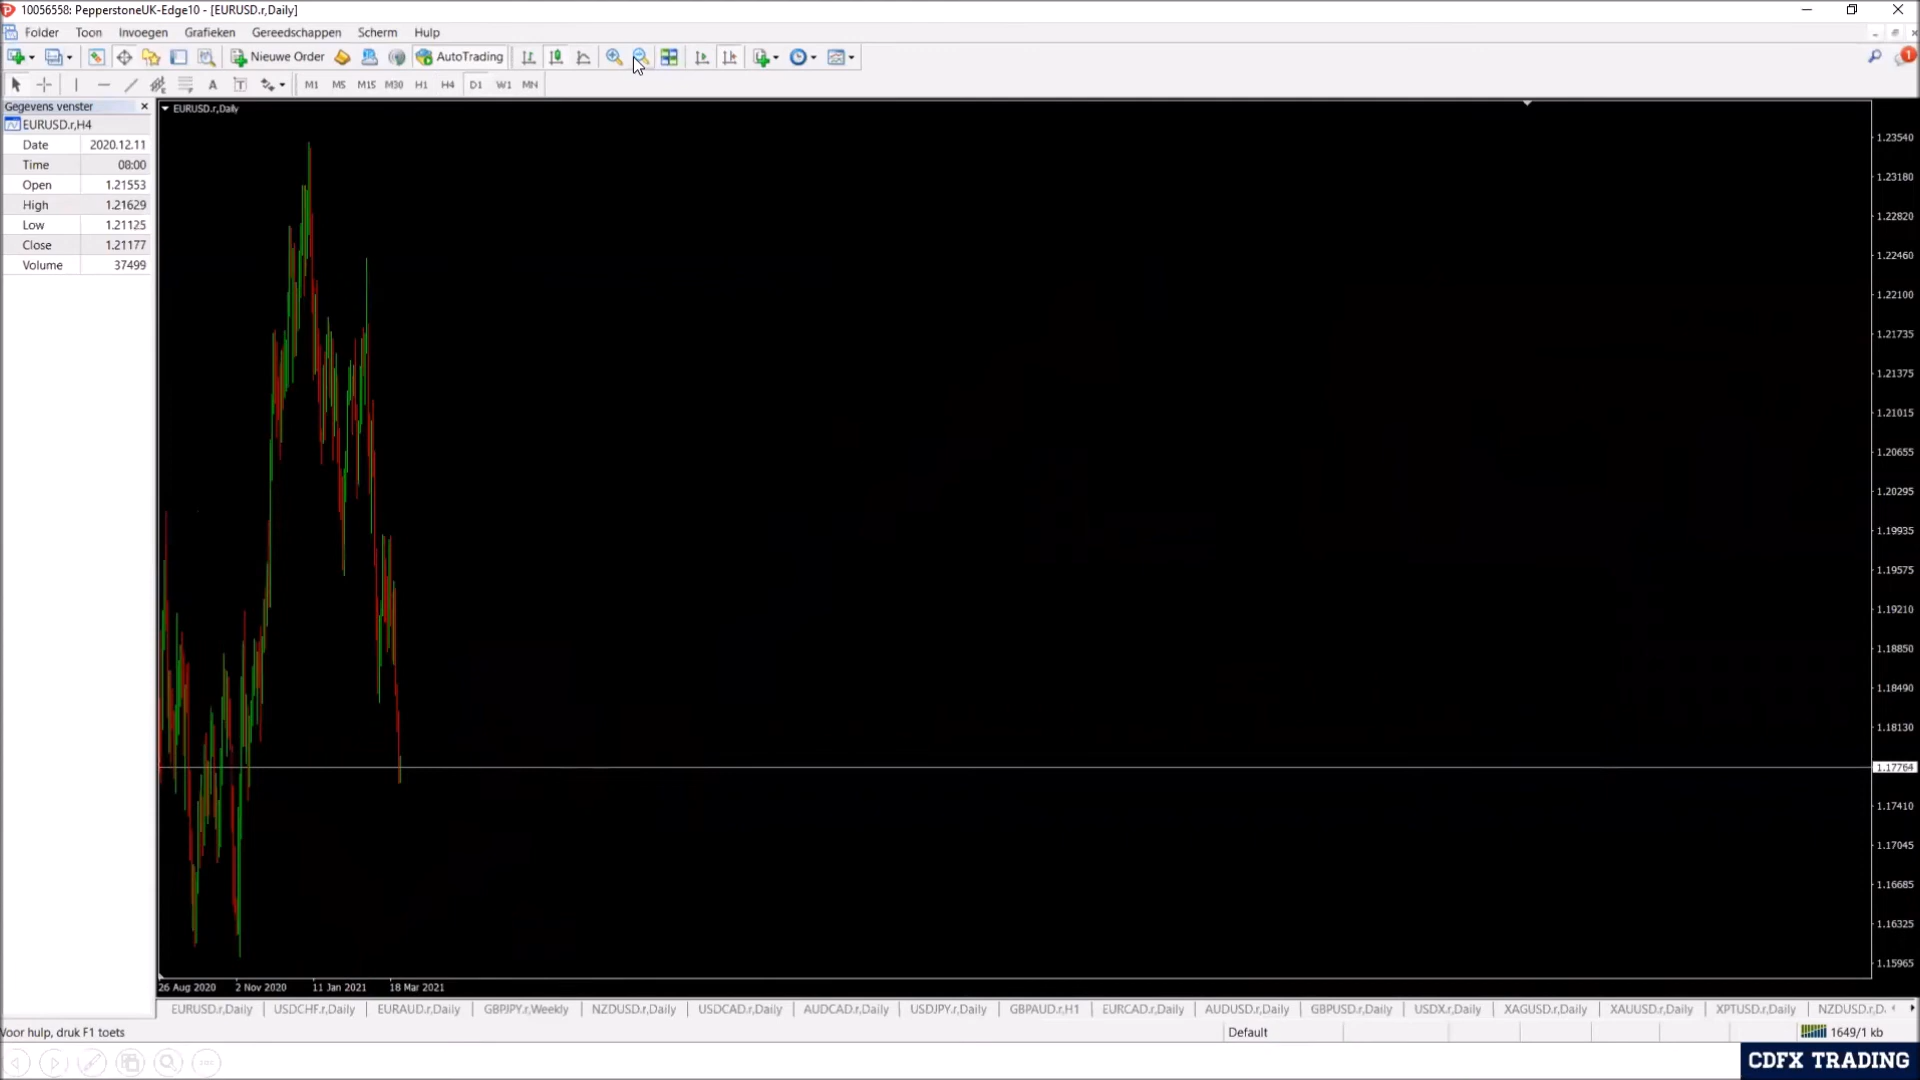 10056558: PepperstoneUK-Edge10 - [EURUSD.r,Daily]
Folder Toon Invoegen Grafieken Gereedschappen Scherm Hulp
Nieuwe Order AutoTrading
1
M1 M5 M15 M30 H1 H4 D1 W1 MN
Gegevens venster
EURUSD.r,H4
Date 2020.12.11
Time 08:00
Open 1.21553
High 1.21629
Low 1.21125
Close 1.21177
Volume 37499
EURUSD.r,Daily
1.23540
1.23180
1.22820
1.22460
1.22100
1.21735
1.21375
1.21015
1.20655
1.20295
1.19935
1.19575
1.19210
1.18850
1.18490
1.18130
1.17764
1.17410
1.17045
1.16685
1.16325
1.15965
26 Aug 2020 2 Nov 2020 11 Jan 2021 18 Mar 2021
EURUSD.r,Daily USDCHF.r,Daily EURAUD.r,Daily GBPJPY.r,Weekly NZDUSD.r,Daily USDCAD.r,Daily AUDCAD.r,Daily USDJPY.r,Daily GBPAUD.r,H1 EURCAD.r,Daily AUDUSD.r,Daily GBPUSD.r,Daily USDX.r,Daily XAGUSD.r,Daily XAUUSD.r,Daily XPTUSD.r,Daily NZDUSD.r,D.
Voor hulp, druk F1 toets Default 1649/1 kb
CDFX TRADING